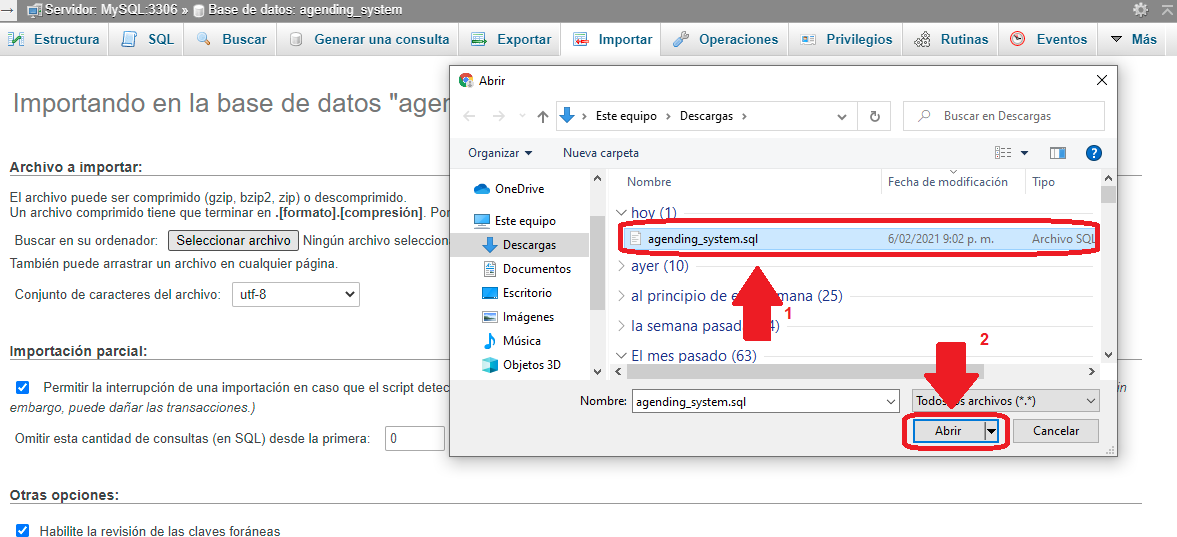 Servidor: MySQL:3306 » Base de datos: agending_system
Estructura SQL Buscar Generar una consulta Exportar Importar Operaciones Privilegios Rutinas Eventos Más
Importando en la base de datos "agen
Archivo a importar:
El archivo puede ser comprimido (gzip, bzip2, zip) o descomprimido.
Un archivo comprimido tiene que terminar en .[formato].[compresión]. Por
Buscar en su ordenador: Seleccionar archivo Ningún archivo seleccion
También puede arrastrar un archivo en cualquier página.
Conjunto de caracteres del archivo: utf-8
Importación parcial:
Permitir la interrupción de una importación en caso que el script detec
embargo, puede dañar las transacciones.)
Omitir esta cantidad de consultas (en SQL) desde la primera: 0
Otras opciones:
Habilite la revisión de las claves foráneas
Abrir
Este equipo > Descargas >
Buscar en Descargas
Organizar
Nueva carpeta
OneDrive
Este equipo
Descargas
Documentos
Escritorio
Imágenes
Música
Objetos 3D
Nombre Fecha de modificación Tipo
hoy (1)
agending_system.sql 6/02/2021 9:02 p. m. Archivo SQL
ayer (10)
al principio de emana (25)
la semana pasad 4)
El mes pasado (63)
1
2
Nombre: agending_system.sql
Todos os archivos (*.*)
Abrir Cancelar